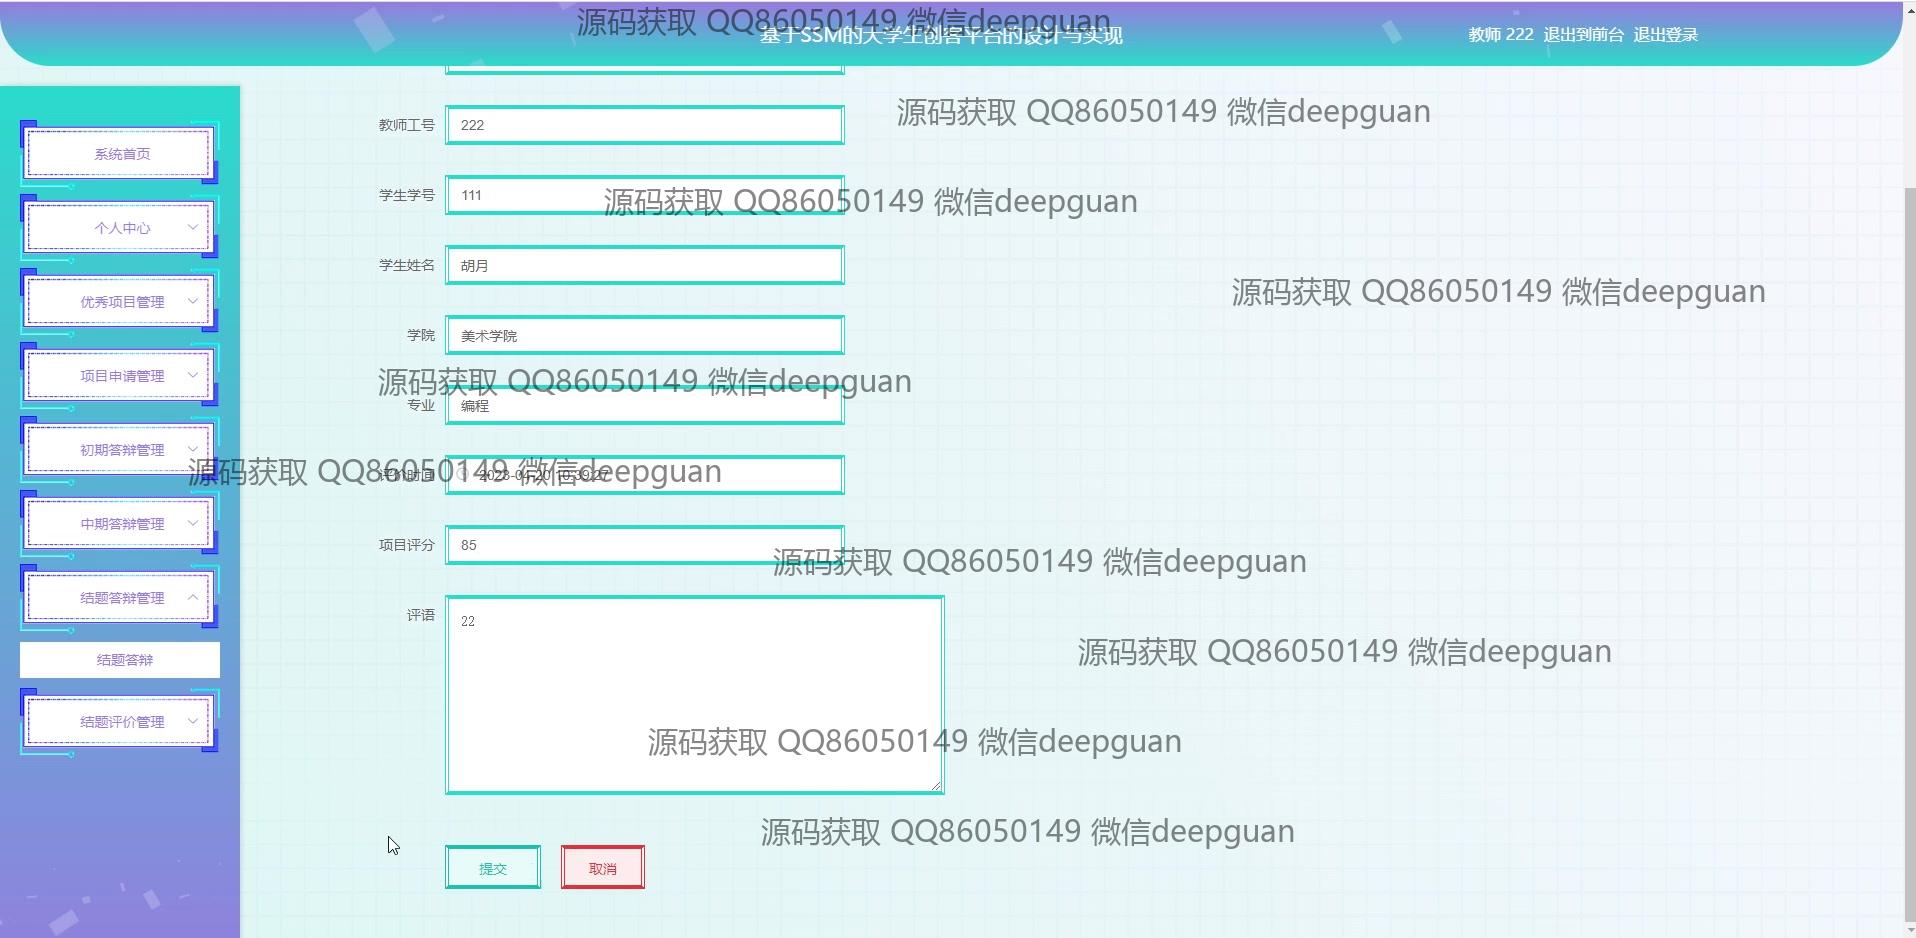 源码获取 QQ86050149 微信deepguan
基于SSM的大学生创客平台的设计与实现
教师 222 退出到前台 退出登录
源码获取 QQ86050149 微信deepguan
教师工号 222
系统首页
学生学号 111
源码获取 QQ86050149 微信deepguan
个人中心
学生姓名 胡月
源码获取 QQ86050149 微信deepguan
优秀项目管理
学院 美术学院
项目申请管理
源码获取 QQ86050149 微信deepguan
专业 编程
初期答辩管理
源码获取 QQ86050149 微信deepguan
评价时间 2023-04-20 10:39:27
中期答辩管理
项目评分 85
源码获取 QQ86050149 微信deepguan
结题答辩管理
评语 22
源码获取 QQ86050149 微信deepguan
结题答辩
结题评价管理
源码获取 QQ86050149 微信deepguan
源码获取 QQ86050149 微信deepguan
提交 取消